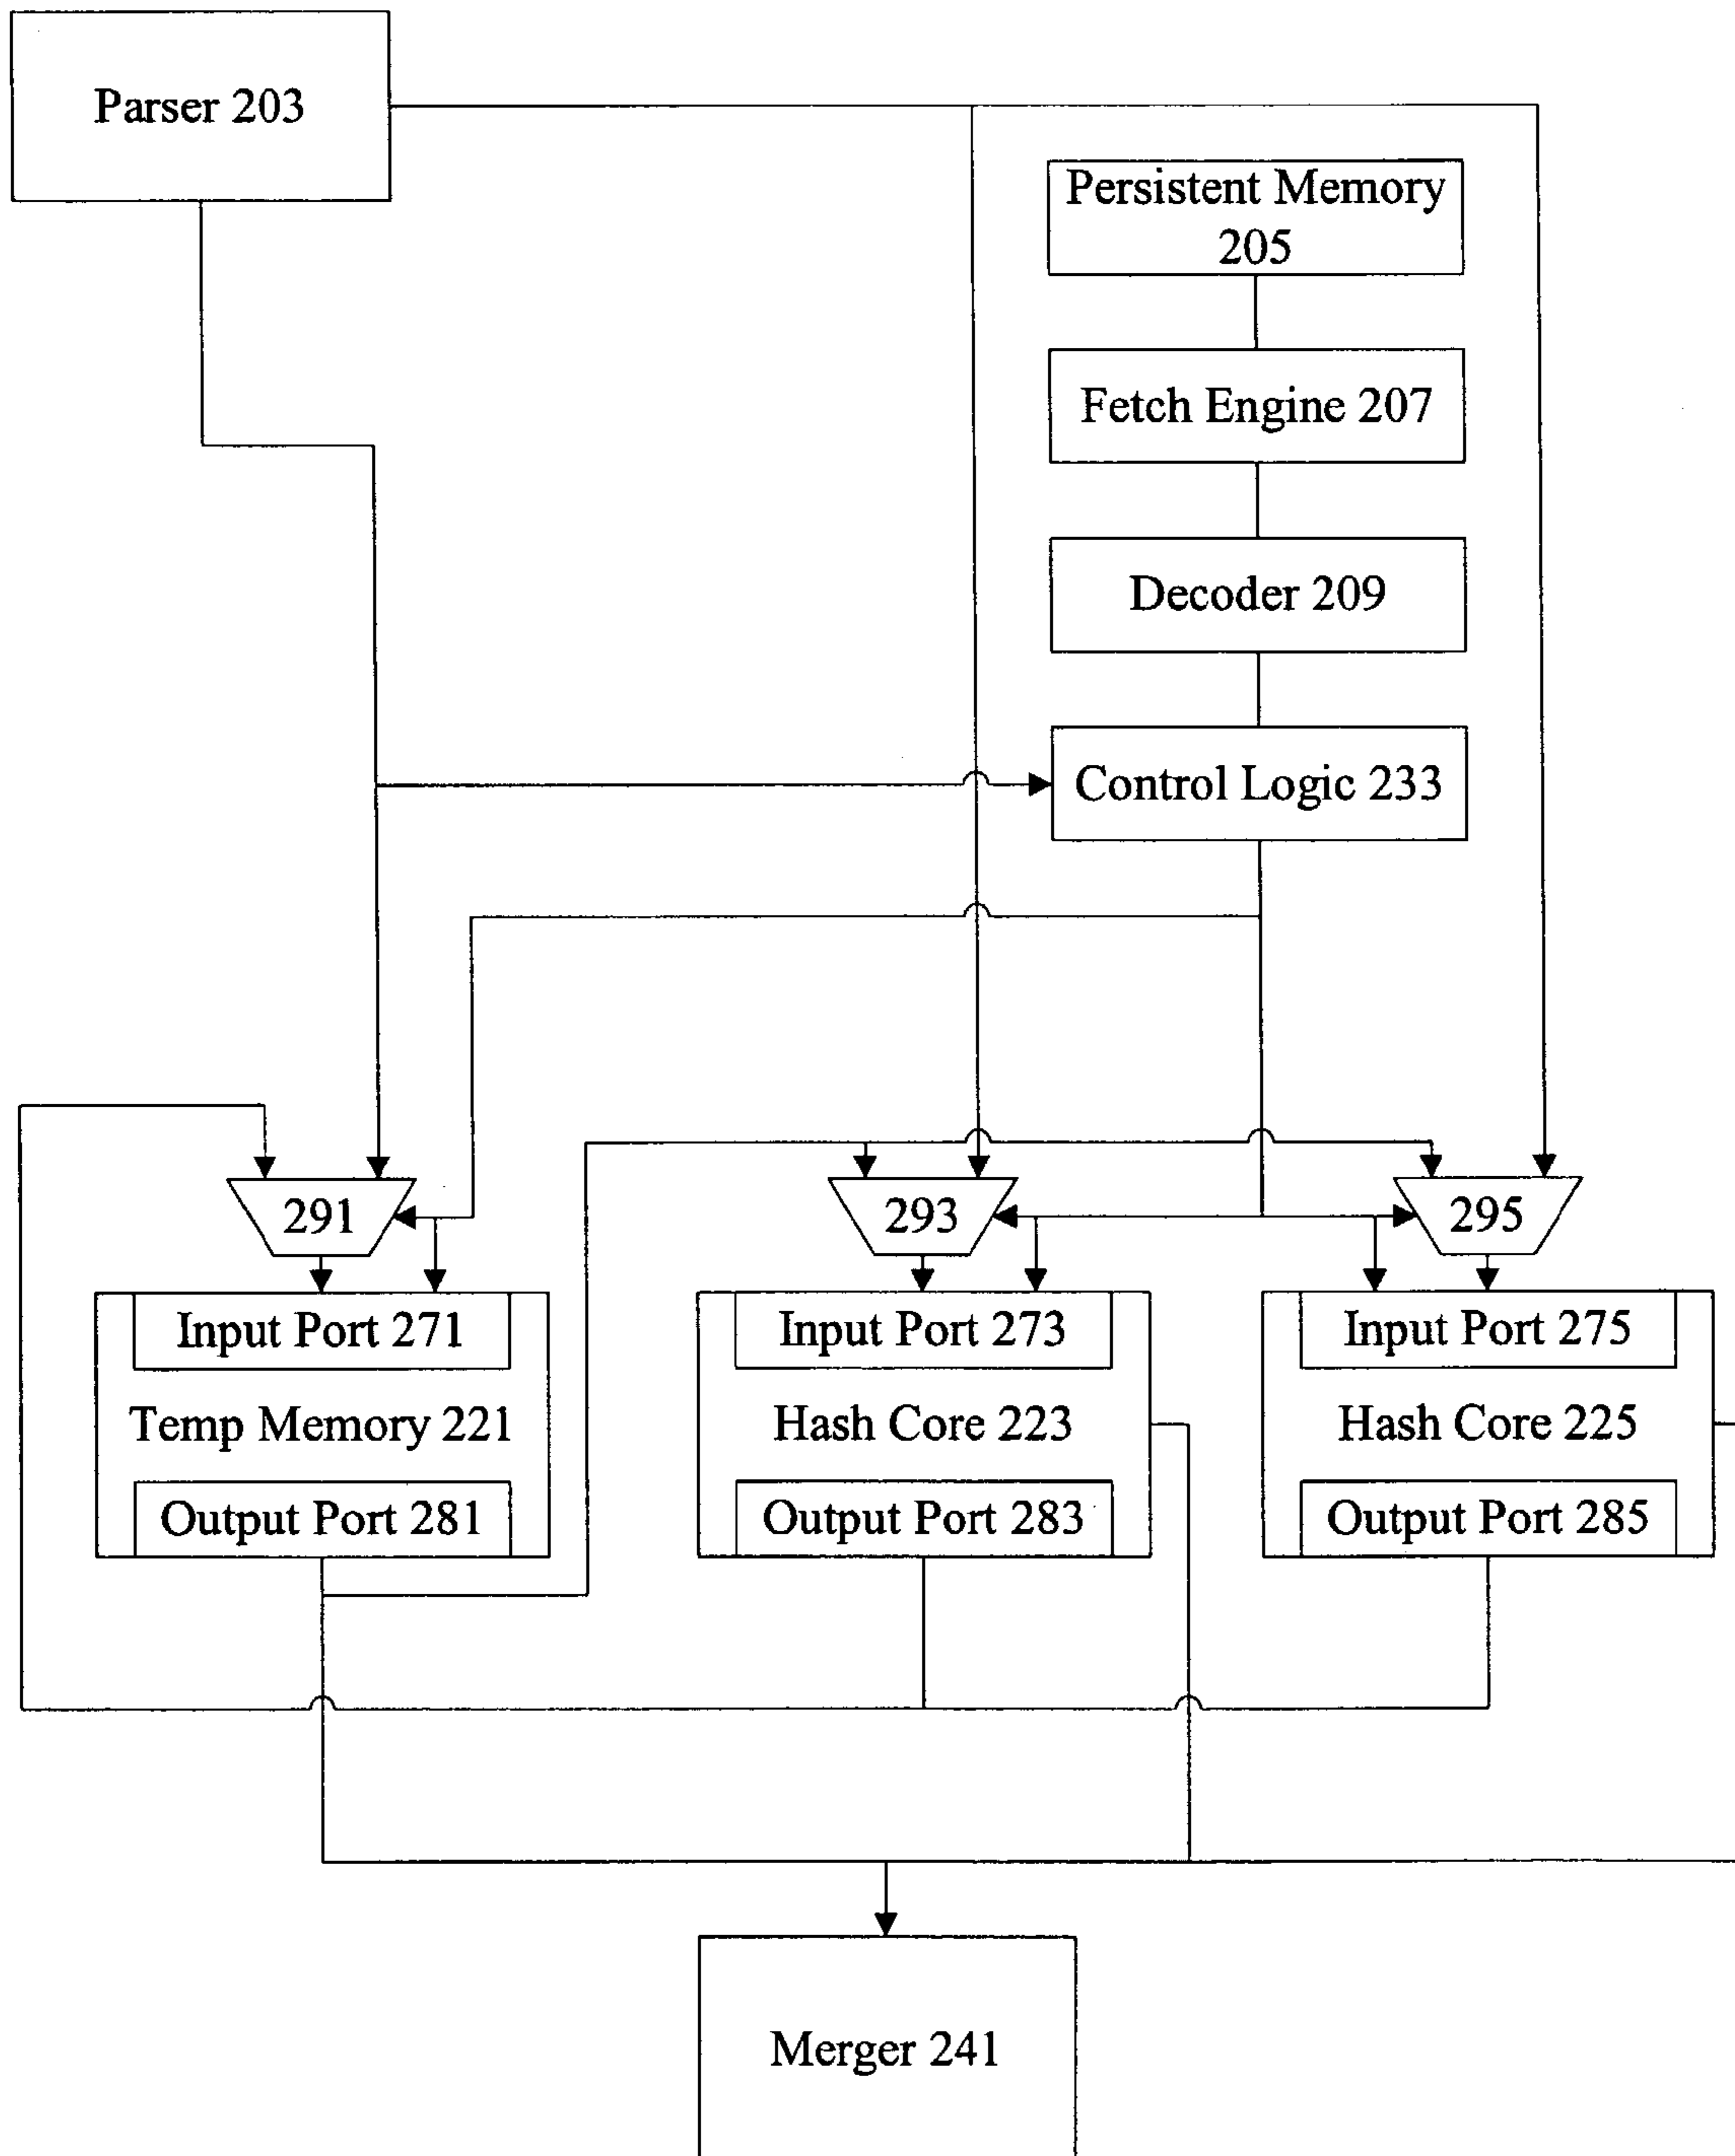 Parser 203
Persistent Memory
205
Fetch Engine 207
Decoder 209
Control Logic 233
291
293
295
Input Port 271
Input Port 273
Input Port 275
Temp Memory 221
Hash Core 223
Hash Core 225
Output Port 281
Output Port 283
Output Port 285
Merger 241